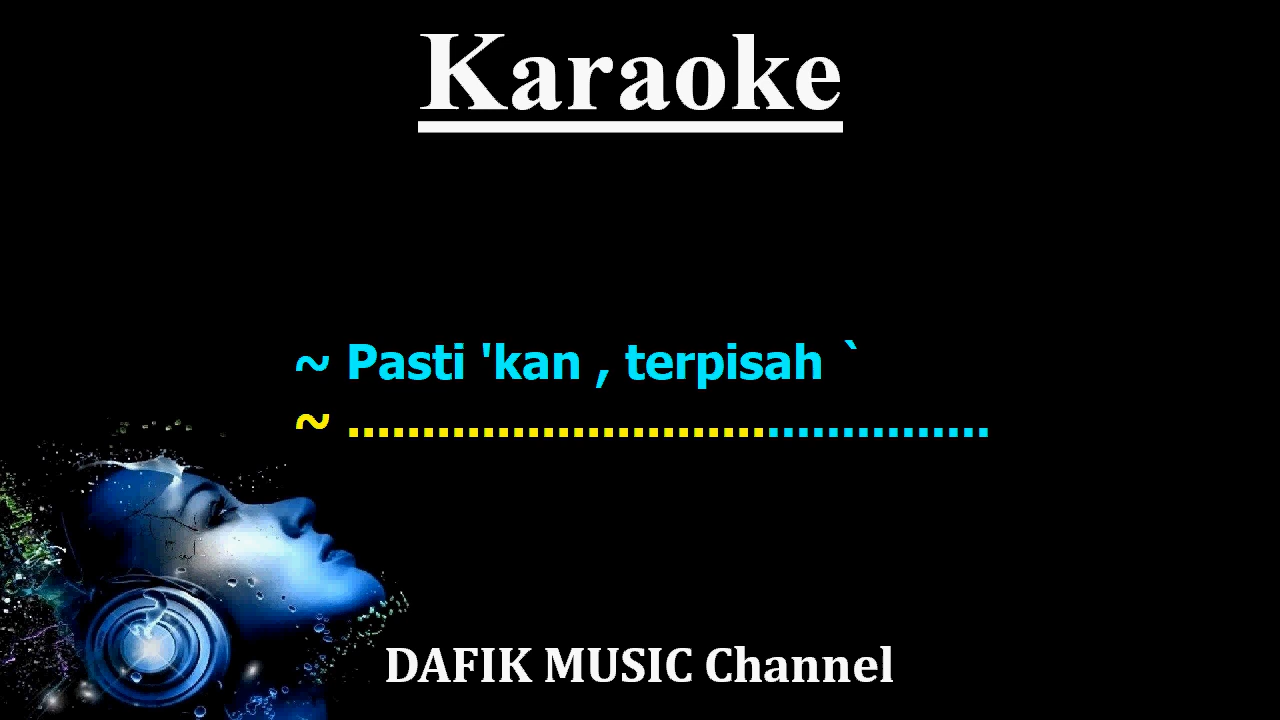 Karaoke
~ Pasti 'kan , terpisah `
~ ...........................................
DAFIK MUSIC Channel